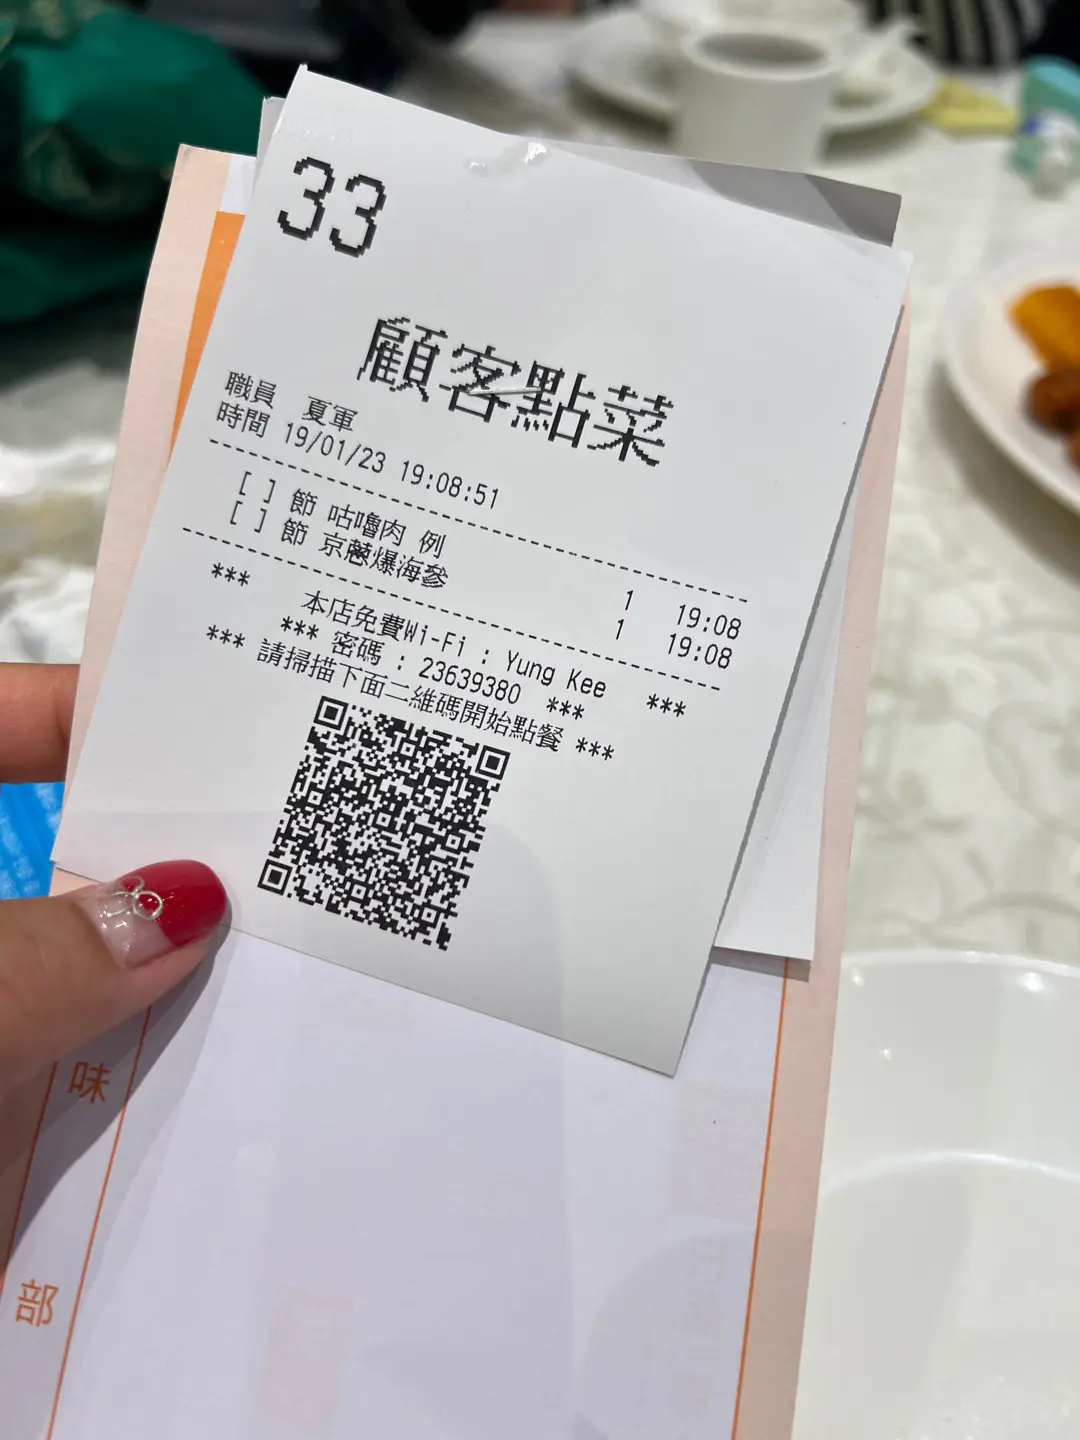 33
顧客點菜
職員 夏軍
時間 19/01/23 19:08:51
[ ] 節 咕嚕肉 例 1 19:08
[ ] 節 京蔥爆海參 1 19:08
*** 本店免費Wi-Fi : Yung Kee ***
*** 密碼 : 23639380 ***
*** 請掃描下面二維碼開始點餐 ***
味
部